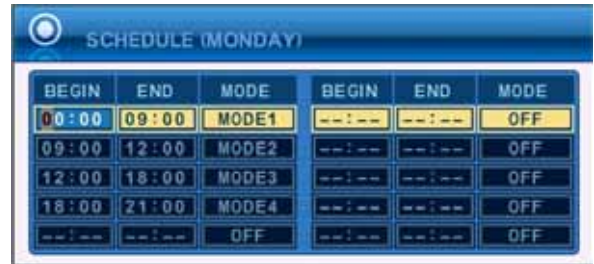 SCHEDULE (MONDAY)
BEGIN END MODE BEGIN END MODE
00:00 09:00 MODE1 --:-- --:-- OFF
09:00 12:00 MODE2 --:-- --:-- OFF
12:00 18:00 MODE3 --:-- --:-- OFF
18:00 21:00 MODE4 --:-- --:-- OFF
--:-- --:-- OFF --:-- --:-- OFF